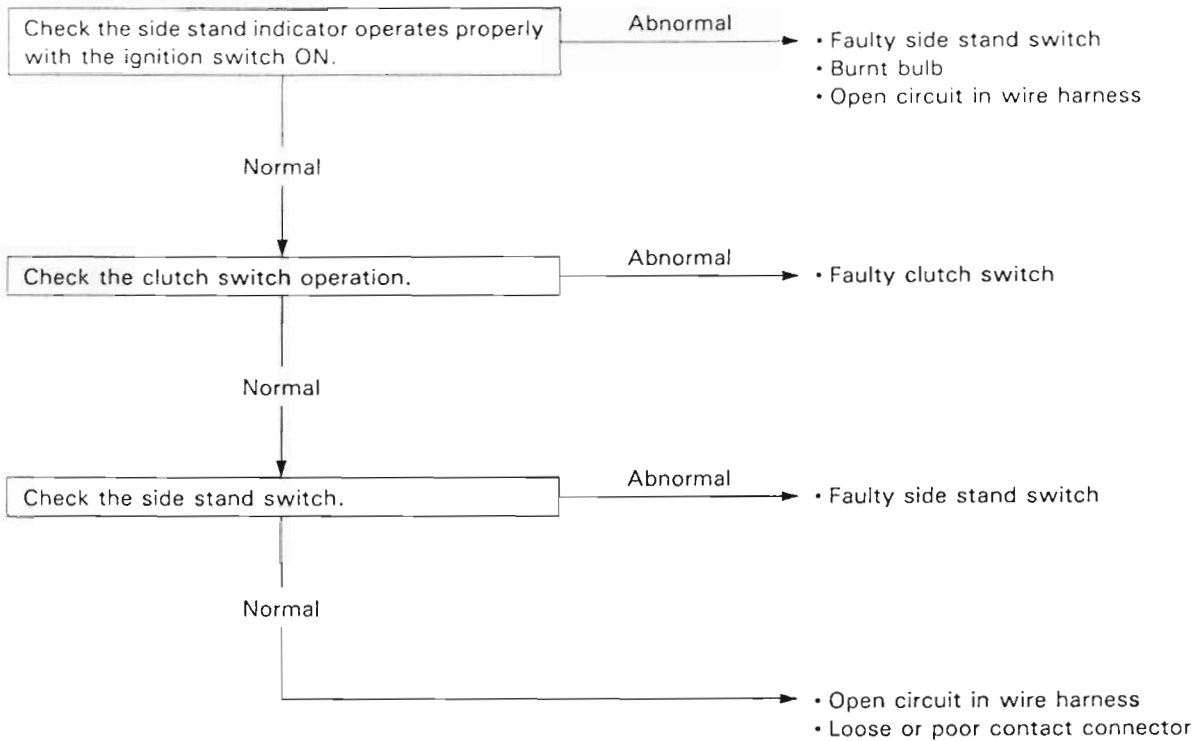 Check the side stand indicator operates properly
with the ignition switch ON.
Abnormal
• Faulty side stand switch
• Burnt bulb
• Open circuit in wire harness
Normal
Check the clutch switch operation.
Abnormal
• Faulty clutch switch
Normal
Check the side stand switch.
Abnormal
• Faulty side stand switch
Normal
• Open circuit in wire harness
• Loose or poor contact connector